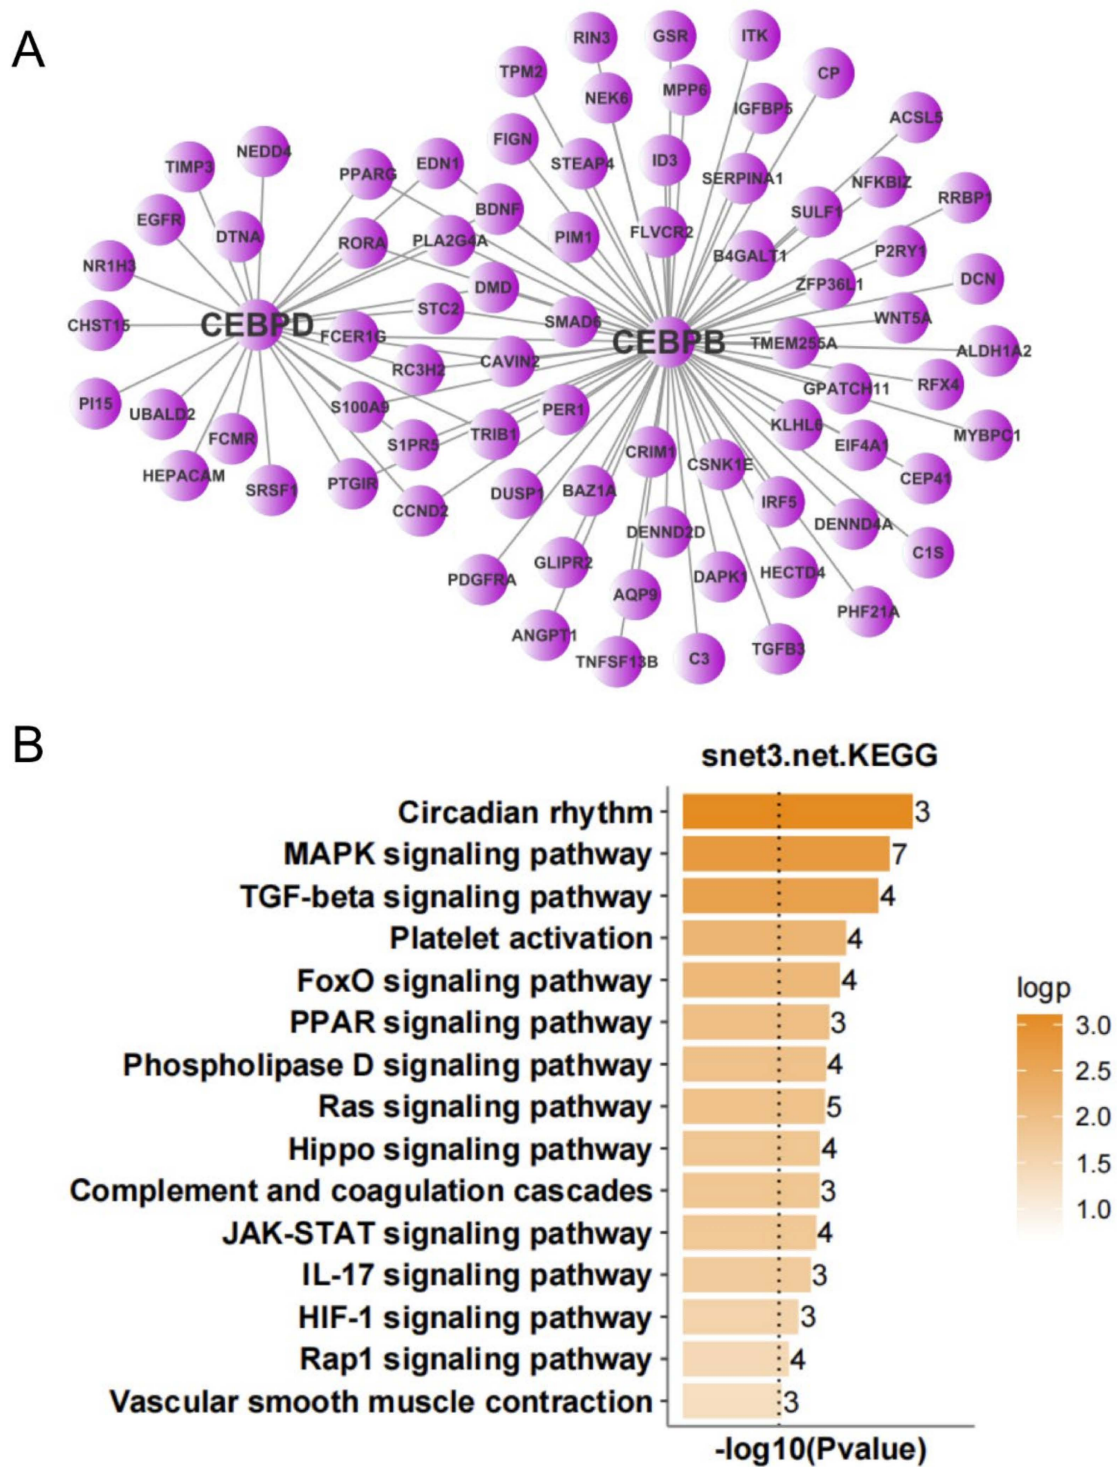 A
RIN3
GSR
ITK
TPM2
CP
NEK6
MPP6
IGFBP5
ACSL5
FIGN
NEDD4
TIMP3
PPARG
EDN1
STEAP4
ID3
SERPINA1
NFKBIZ
RRBP1
EGFR
DTNA
BDNF
SULF1
RORA
PLA2G4A
PIM1
FLVCR2
B4GALT1
P2RY1
NR1H3
DMD
ZFP36L1
DCN
STC2
CHST15
CEBPD
FCER1G
SMAD6
CEBPB
TMEM255A
WNT5A
ALDH1A2
RC3H2
CAVIN2
GPATCH11
RFX4
PI15
UBALD2
S100A9
PER1
KLHL6
FCMR
S1PR5
TRIB1
CRIM1
CSNK1E
EIF4A1
MYBPC1
HEPACAM
SRSF1
PTGIR
CCND2
DUSP1
BAZ1A
IRF5
CEP41
DENND2D
DENND4A
C1S
PDGFRA
GLIPR2
DAPK1
HECTD4
AQP9
PHF21A
ANGPT1
TNFSF13B
C3
TGFB3
B
snet3.net.KEGG
Circadian rhythm 3
MAPK signaling pathway 7
TGF-beta signaling pathway 4
Platelet activation 4
FoxO signaling pathway 4
PPAR signaling pathway 3
Phospholipase D signaling pathway 4
Ras signaling pathway 5
Hippo signaling pathway 4
Complement and coagulation cascades 3
JAK-STAT signaling pathway 4
IL-17 signaling pathway 3
HIF-1 signaling pathway 3
Rap1 signaling pathway 4
Vascular smooth muscle contraction 3
-log10(Pvalue)
logp
3.0
2.5
2.0
1.5
1.0